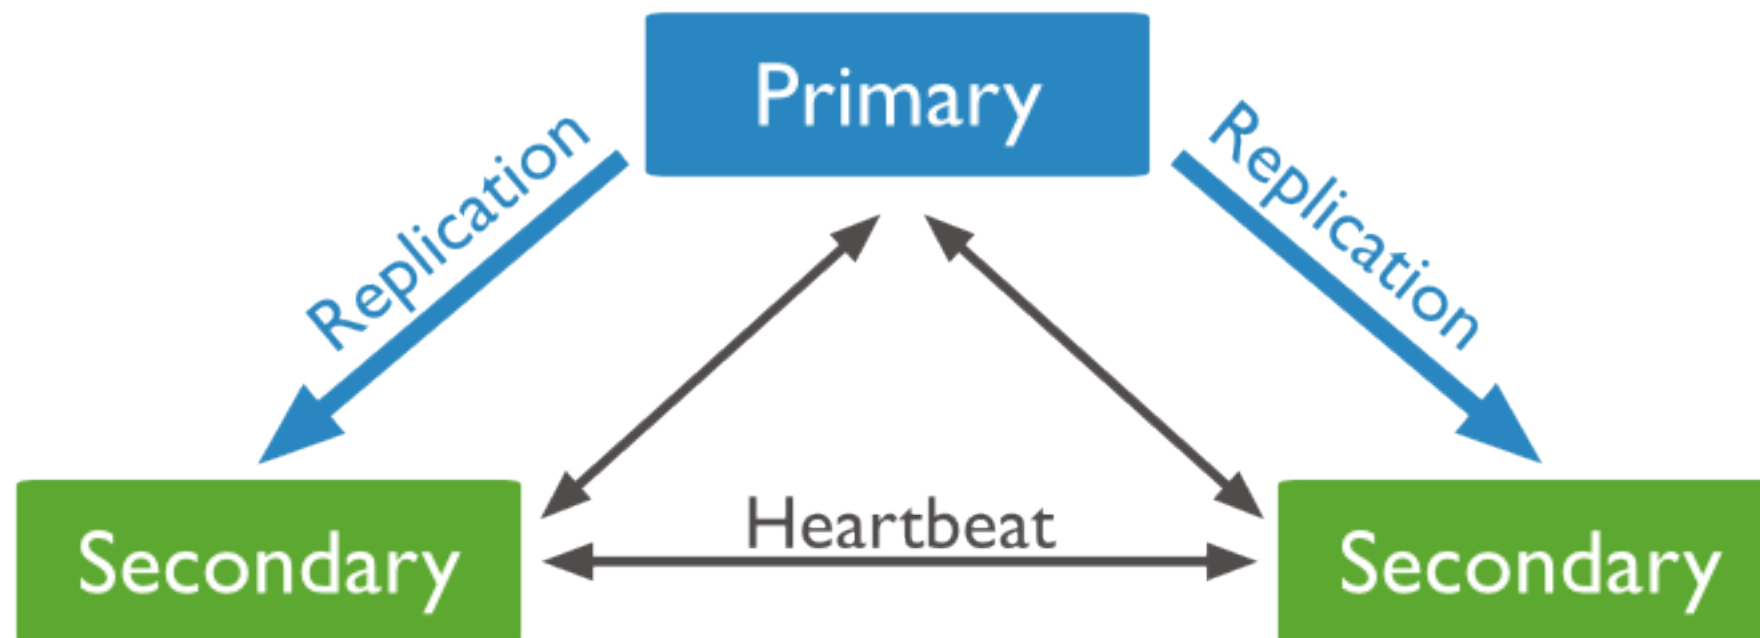 Primary
Replication
Replication
Heartbeat
Secondary
Secondary